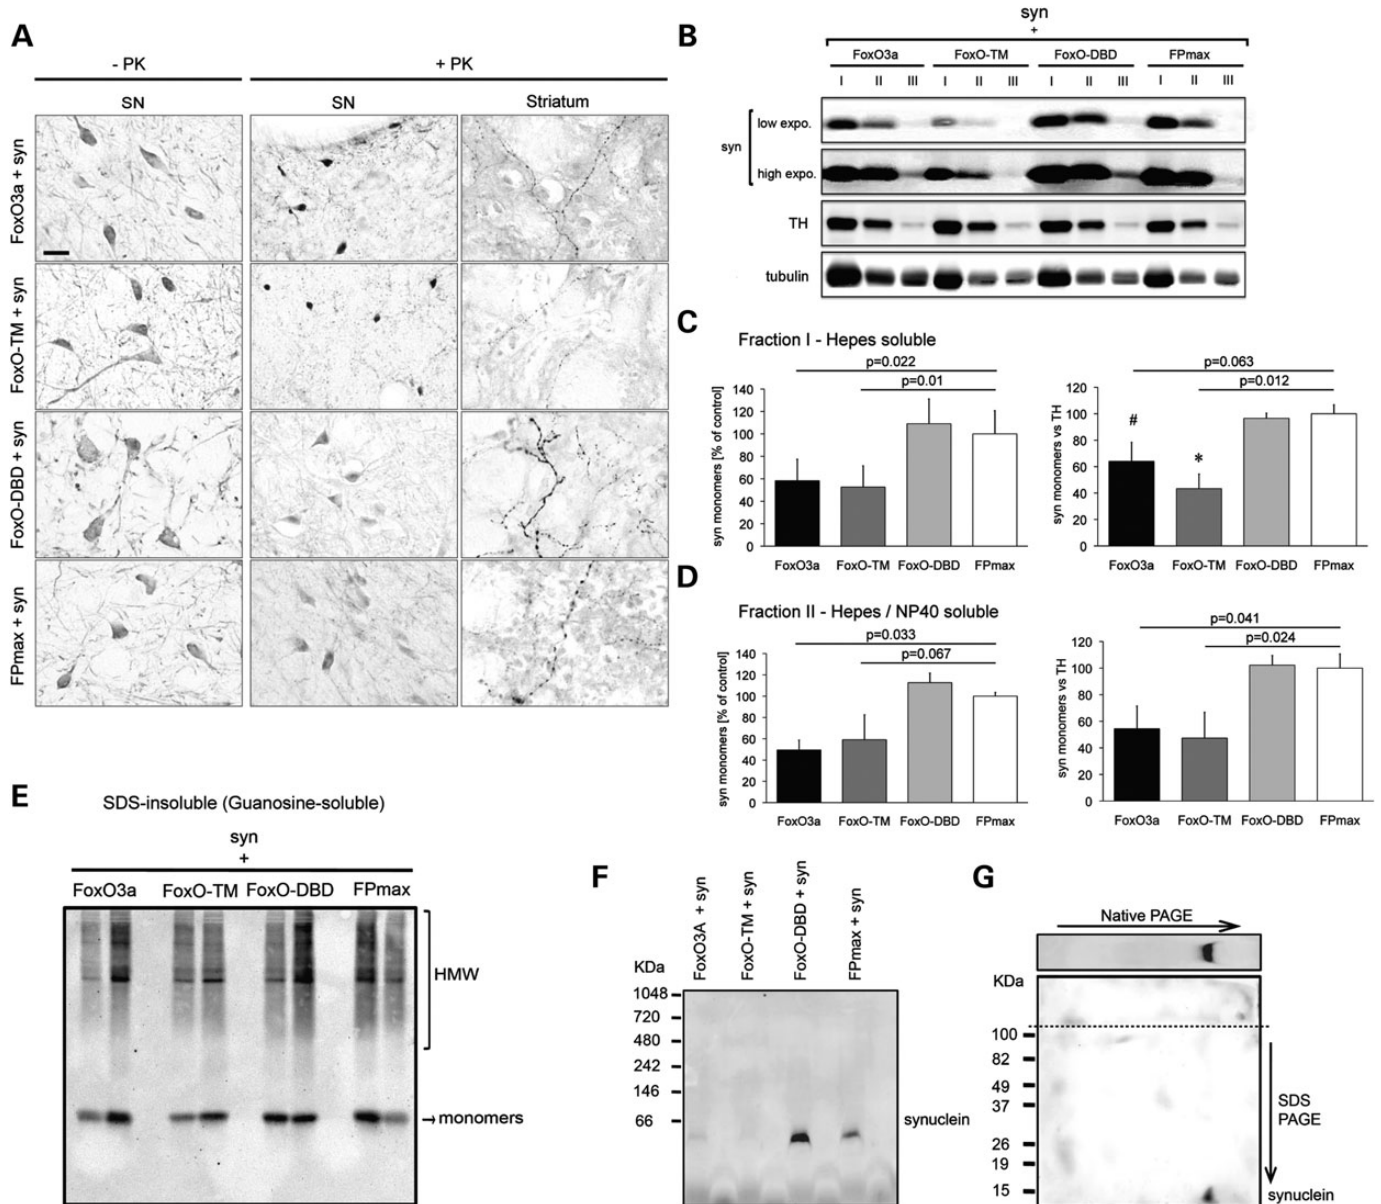 A
- PK
+ PK
SN
SN
Striatum
FoxO3a + syn
FoxO-TM + syn
FoxO-DBD + syn
FPmax + syn
B
syn
+
FoxO3a FoxO-TM FoxO-DBD FPmax
I II III I II III I II III I II III
syn
low expo.
high expo.
TH
tubulin
C
Fraction I - Hepes soluble
p=0.022
p=0.01
syn monomers [% of control]
140
120
100
80
60
40
20
0
FoxO3a FoxO-TM FoxO-DBD FPmax
p=0.063
p=0.012
syn monomers vs TH
120
100
80
60
40
20
0
#
*
FoxO3a FoxO-TM FoxO-DBD FPmax
D
Fraction II - Hepes / NP40 soluble
p=0.033
p=0.067
syn monomers [% of control]
140
120
100
80
60
40
20
0
FoxO3a FoxO-TM FoxO-DBD FPmax
p=0.041
p=0.024
syn monomers vs TH
120
100
80
60
40
20
0
FoxO3a FoxO-TM FoxO-DBD FPmax
E
SDS-insoluble (Guanosine-soluble)
syn
+
FoxO3a FoxO-TM FoxO-DBD FPmax
HMW
monomers
F
FoxO3A + syn
FoxO-TM + syn
FoxO-DBD + syn
FPmax + syn
KDa
1048
720
480
242
146
66
synuclein
G
Native PAGE
KDa
100
82
49
37
26
19
15
SDS
PAGE
synuclein